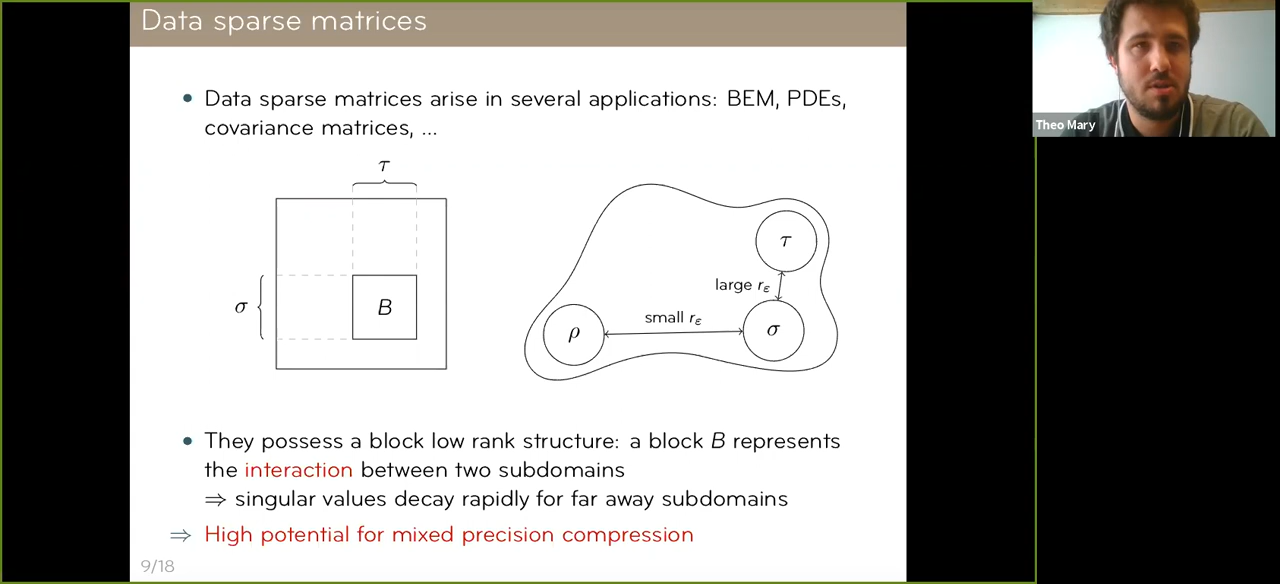 Data sparse matrices
• Data sparse matrices arise in several applications: BEM, PDEs,
covariance matrices, ...
τ
σ
B
τ
large rε
small rε
ρ
σ
• They possess a block low rank structure: a block B represents
the interaction between two subdomains
⇒ singular values decay rapidly for far away subdomains
⇒ High potential for mixed precision compression
9/18
Theo Mary